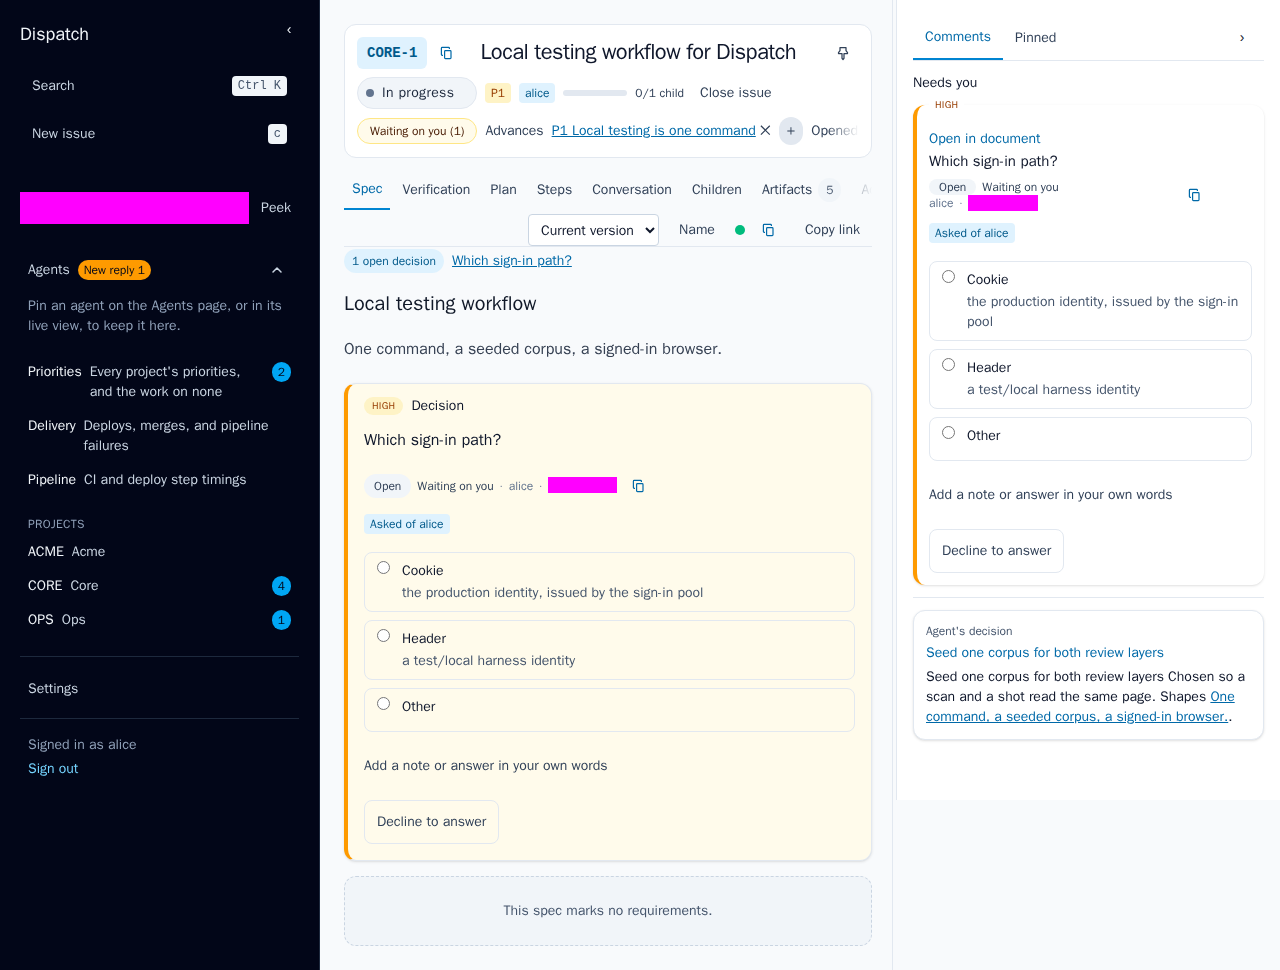 Dispatch
Search
Ctrl K
New issue
C
Peek
Agents
New reply 1
Pin an agent on the Agents page, or in its
live view, to keep it here.
Priorities
Every project's priorities,
and the work on none
2
Delivery
Deploys, merges, and pipeline
failures
Pipeline
CI and deploy step timings
PROJECTS
ACME Acme
CORE Core
4
OPS Ops
1
Settings
Signed in as alice
Sign out
CORE-1
Local testing workflow for Dispatch
In progress
P1
alice
0/1 child
Close issue
Waiting on you (1)
Advances
P1 Local testing is one command
+
Opened
Spec
Verification
Plan
Steps
Conversation
Children
Artifacts
5
Current version
Name
Copy link
1 open decision
Which sign-in path?
Local testing workflow
One command, a seeded corpus, a signed-in browser.
HIGH
Decision
Which sign-in path?
Open
Waiting on you · alice ·
Asked of alice
Cookie
the production identity, issued by the sign-in pool
Header
a test/local harness identity
Other
Add a note or answer in your own words
Decline to answer
This spec marks no requirements.
Comments
Pinned
Needs you
HIGH
Open in document
Which sign-in path?
Open
Waiting on you
alice ·
Asked of alice
Cookie
the production identity, issued by the sign-in
pool
Header
a test/local harness identity
Other
Add a note or answer in your own words
Decline to answer
Agent's decision
Seed one corpus for both review layers
Seed one corpus for both review layers Chosen so a
scan and a shot read the same page. Shapes One
command, a seeded corpus, a signed-in browser..